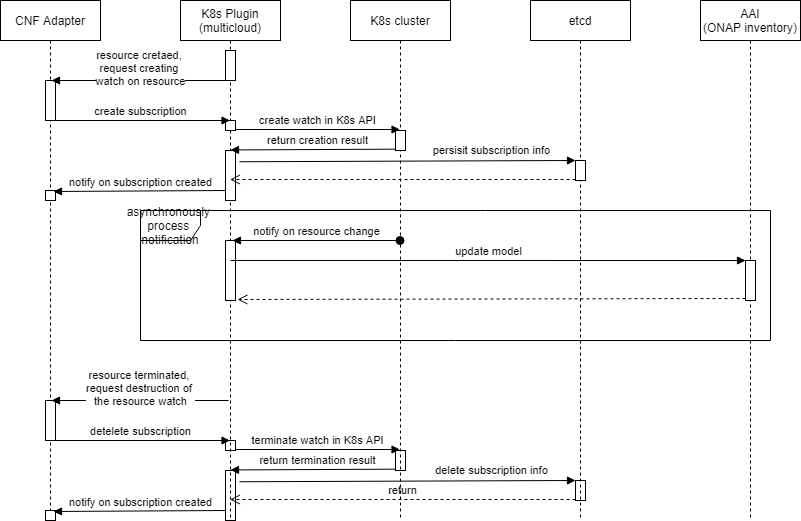 CNF Adapter
K8s Plugin
(multicloud)
K8s cluster
etcd
AAI
(ONAP inventory)
resource cretaed,
request creating
watch on resource
create subscription
create watch in K8s API
return creation result
persisit subscription info
notify on subscription created
asynchronously
process
notification
notify on resource change
update model
resource terminated,
request destruction of
the resource watch
detelete subscription
terminate watch in K8s API
return termination result
delete subscription info
return
notify on subscription created